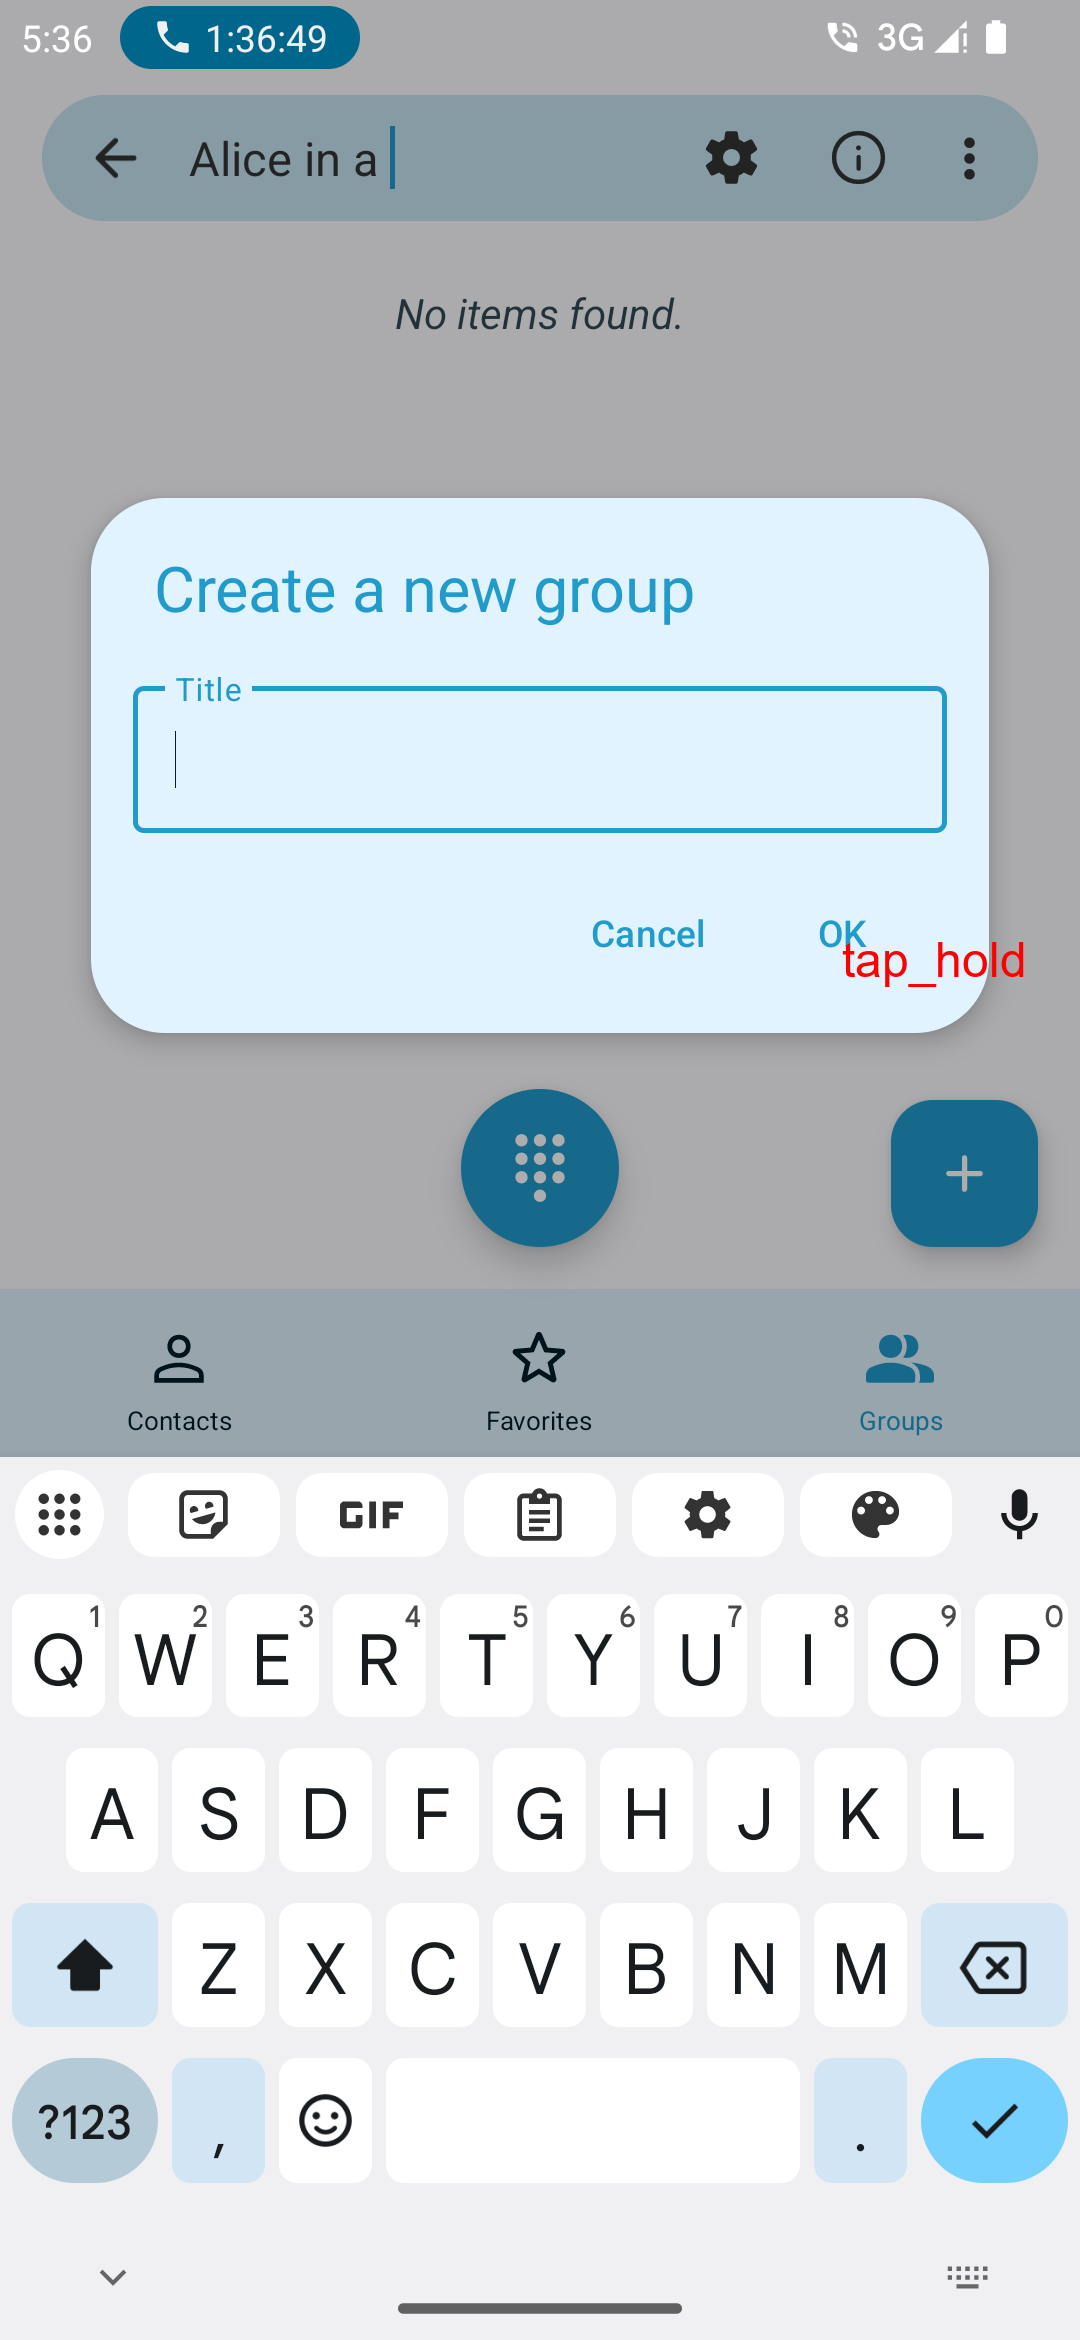 5:36 1:36:49 3G
Alice in a
No items found.
Create a new group
Title
Cancel OK
tap_hold
Contacts Favorites Groups
GIF
Q1 W2 E3 R4 T5 Y6 U7 I8 O9 P0
A S D F G H J K L
Z X C V B N M
?123 , .